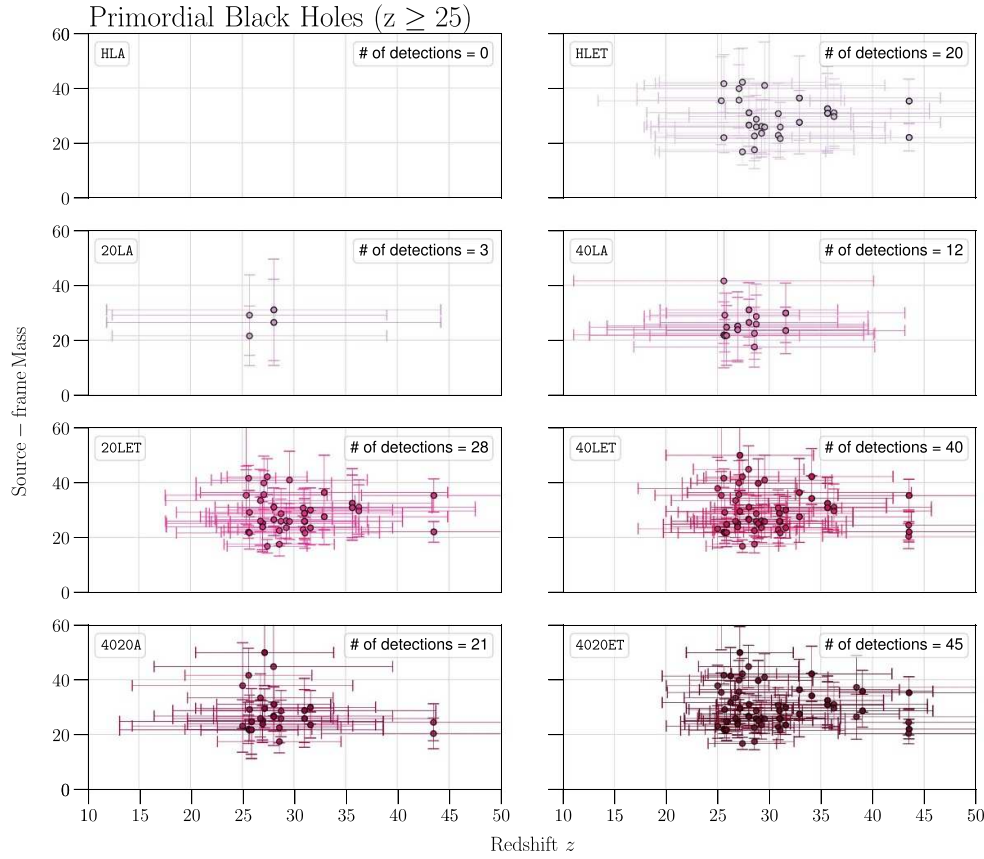 Primordial Black Holes (z ≥ 25)
HLA
# of detections = 0
HLET
# of detections = 20
60
40
20
0
20LA
# of detections = 3
40LA
# of detections = 12
60
40
20
0
20LET
# of detections = 28
40LET
# of detections = 40
60
40
20
0
4020A
# of detections = 21
4020ET
# of detections = 45
60
40
20
0
10 15 20 25 30 35 40 45 50
10 15 20 25 30 35 40 45 50
Source − frame Mass
Redshift z